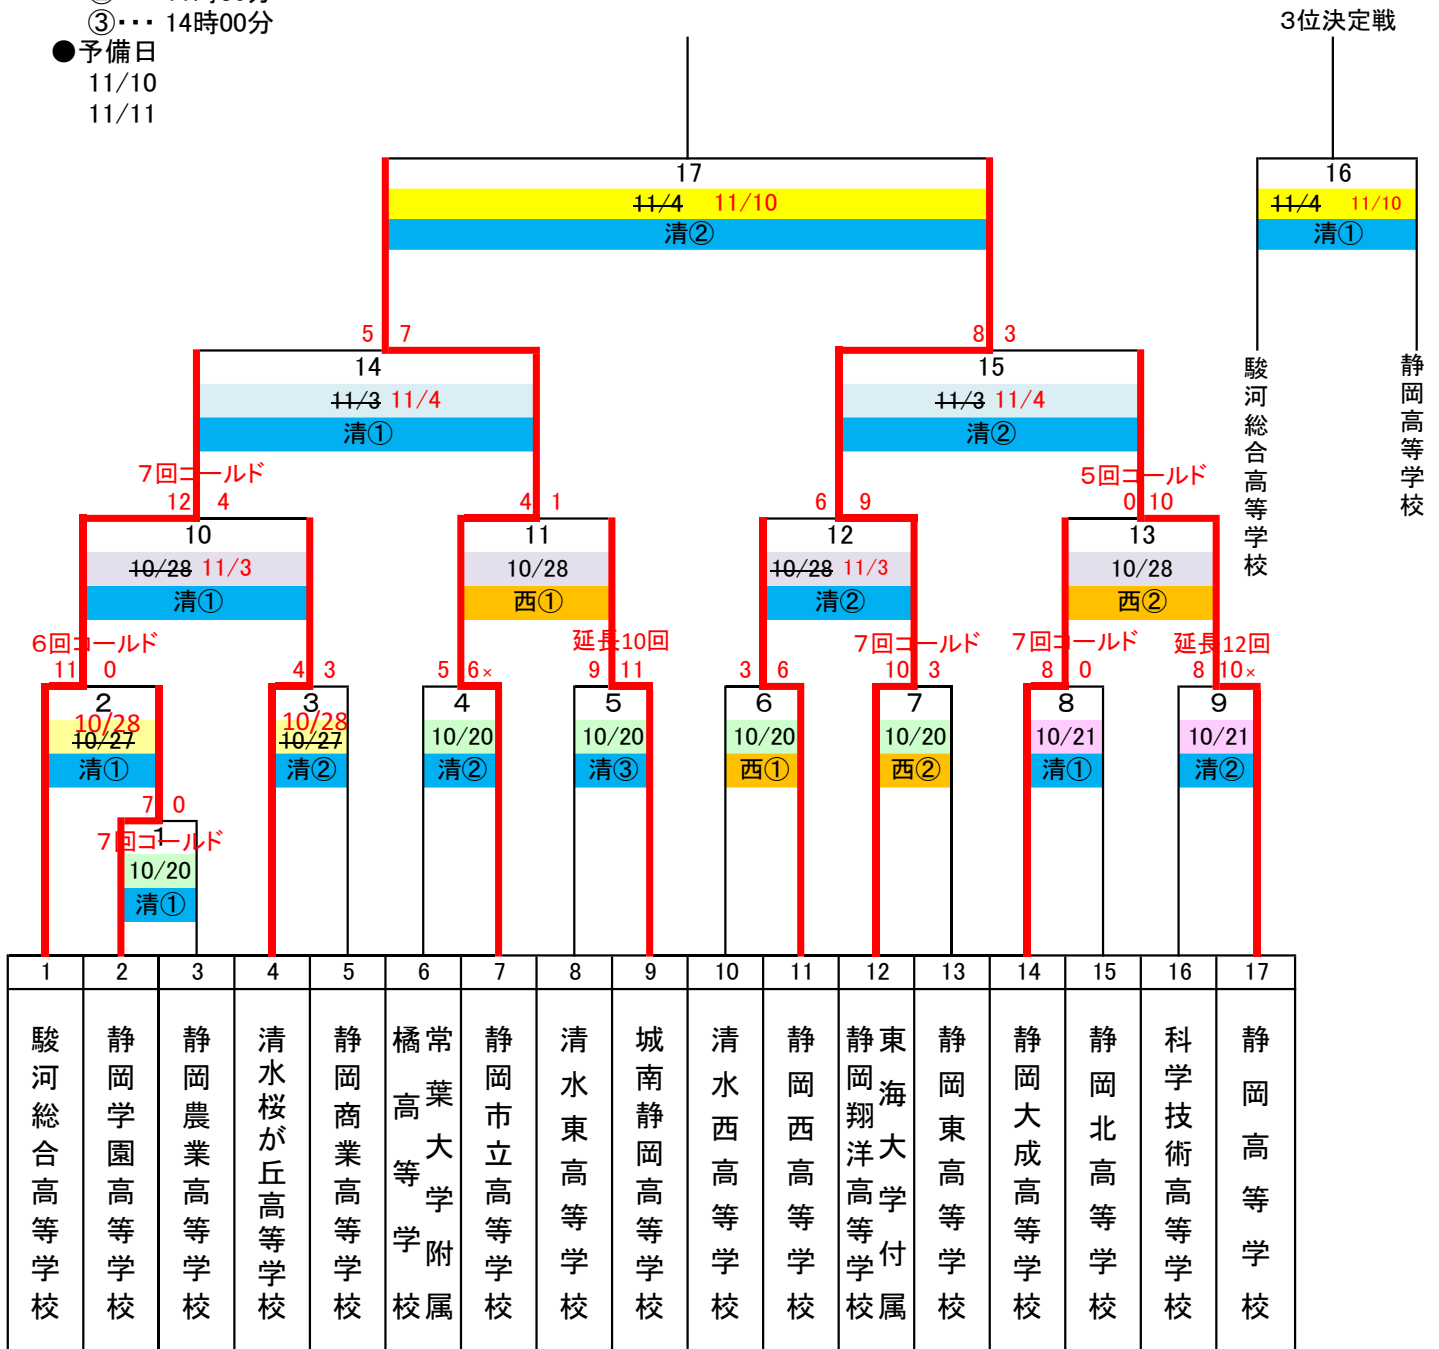 ③･･･ 14時00分
3位決定戦
●予備日
11/10
11/11
17
11/4 11/10
清②
16
11/4 11/10
清①
駿河総合高等学校
静岡高等学校
5 7
14
11/3 11/4
清①
8 3
15
11/3 11/4
清②
7回コールド
12 4
10
10/28 11/3
清①
4 1
11
10/28
西①
6 9
12
10/28 11/3
清②
5回コールド
0 10
13
10/28
西②
6回コールド
11 0
2
10/28
10/27
清①
4 3
3
10/28
10/27
清②
5 6×
4
10/20
清②
延長10回
9 11
5
10/20
清③
3 6
6
10/20
西①
7回コールド
10 3
7
10/20
西②
7回コールド
8 0
8
10/21
清①
延長12回
8 10×
9
10/21
清②
7 0
1
7回コールド
10/20
清①
1 2 3 4 5 6 7 8 9 10 11 12 13 14 15 16 17
駿河総合高等学校
静岡学園高等学校
静岡農業高等学校
清水桜が丘高等学校
静岡商業高等学校
常葉大学附属
橘高等学校
静岡市立高等学校
清水東高等学校
城南静岡高等学校
清水西高等学校
静岡西高等学校
東海大学付属
静岡翔洋高等学校
静岡東高等学校
静岡大成高等学校
静岡北高等学校
科学技術高等学校
静岡高等学校